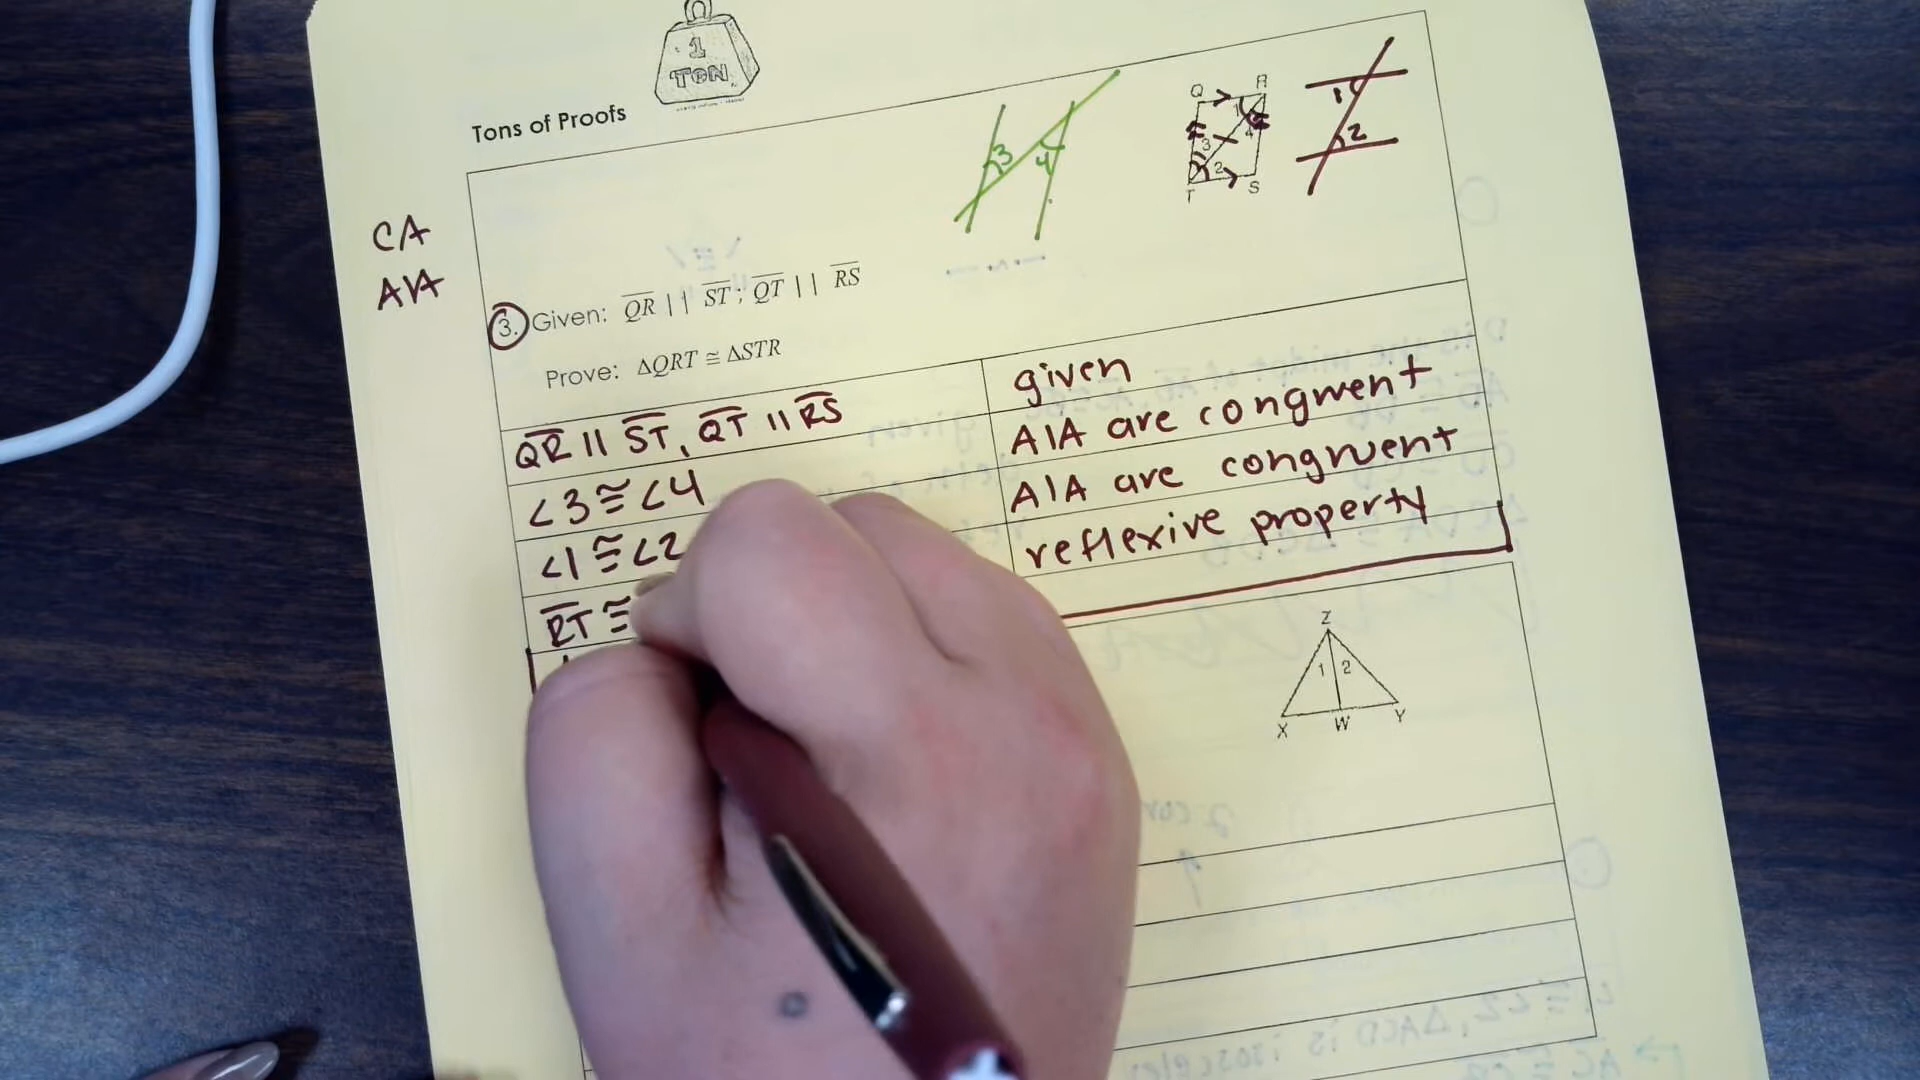 1
TON
Tons of Proofs
Q R
1
3 4
2
T S
3
4
1
2
CA
AIA
3. Given: QR || ST; QT || RS
Prove: ΔQRT ≅ ΔSTR
QR || ST, QT || RS
given
∠3 ≅ ∠4
AIA are congruent
∠1 ≅ ∠2
AIA are congruent
RT ≅
reflexive property
Z
1 2
X W Y